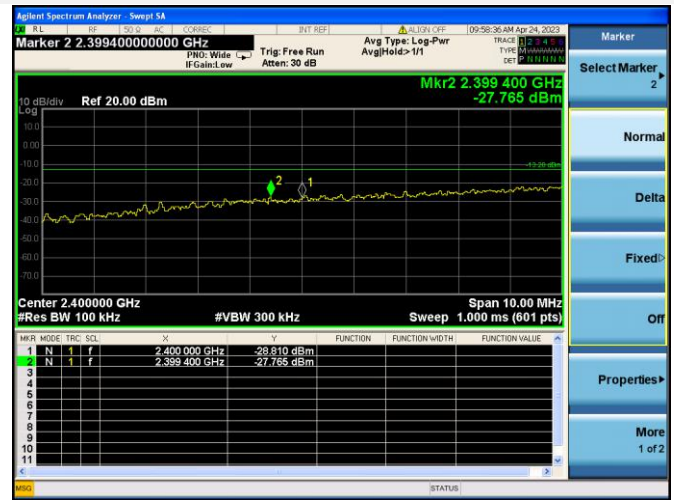 Agilent Spectrum Analyzer - Swept SA
RL RF 50 Ω AC CORREC INT REF ALIGN OFF 09:58:36 AM Apr 24, 2023
Marker 2 2.399400000000 GHz
PNO: Wide
IFGain:Low
Trig: Free Run
Atten: 30 dB
Avg Type: Log-Pwr
Avg|Hold>1/1
TRACE 1 2 3 4 5 6
TYPE
DET P N N N N N
Mkr2 2.399 400 GHz
-27.765 dBm
10 dB/div Ref 20.00 dBm
Log
10.0
0.00
-10.0
-13.20 dBm
-20.0
2
1
-30.0
-40.0
-50.0
-60.0
-70.0
Center 2.400000 GHz
Span 10.00 MHz
#Res BW 100 kHz #VBW 300 kHz Sweep 1.000 ms (601 pts)
MKR MODE TRC SCL X Y FUNCTION FUNCTION WIDTH FUNCTION VALUE
1 N 1 f 2.400 000 GHz -28.810 dBm
2 N 1 f 2.399 400 GHz -27.765 dBm
3
4
5
6
7
8
9
10
11
MSG STATUS
Marker
Select Marker
2
Normal
Delta
Fixed
Off
Properties
More
1 of 2